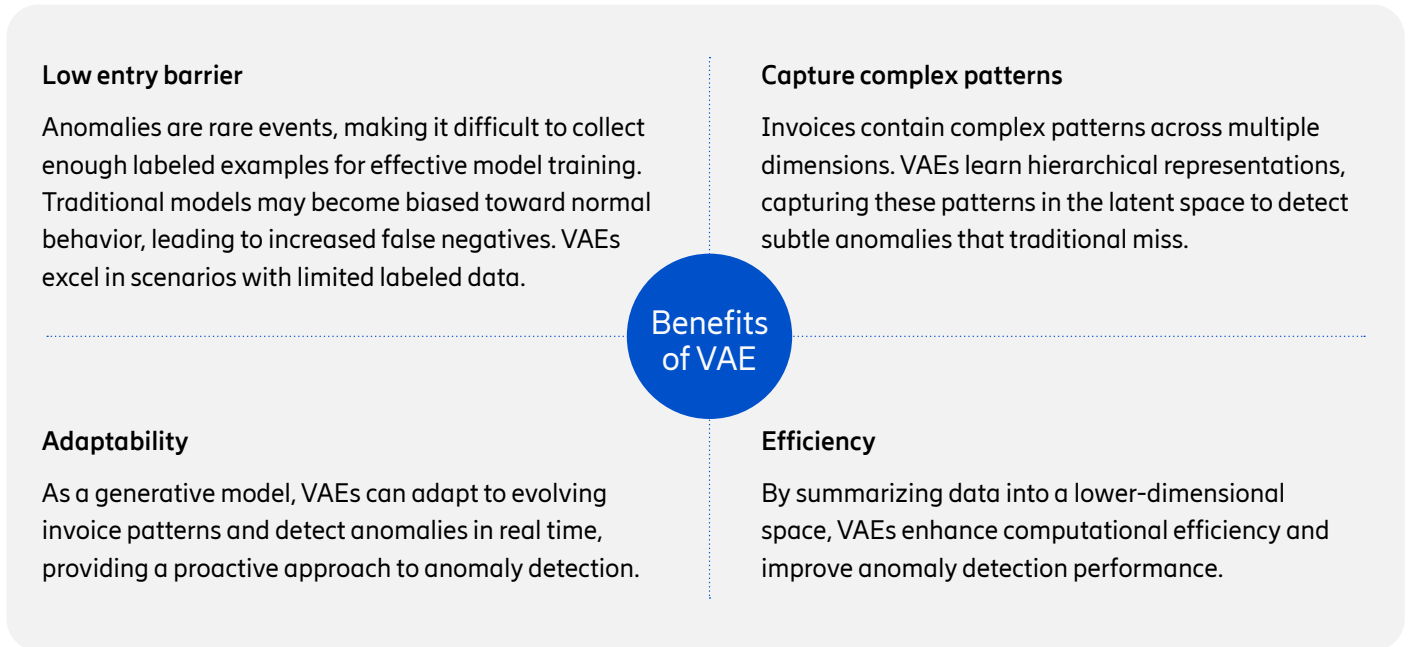 Low entry barrier
Anomalies are rare events, making it difficult to collect
enough labeled examples for effective model training.
Traditional models may become biased toward normal
behavior, leading to increased false negatives. VAEs
excel in scenarios with limited labeled data.
Capture complex patterns
Invoices contain complex patterns across multiple
dimensions. VAEs learn hierarchical representations,
capturing these patterns in the latent space to detect
subtle anomalies that traditional miss.
Benefits
of VAE
Adaptability
As a generative model, VAEs can adapt to evolving
invoice patterns and detect anomalies in real time,
providing a proactive approach to anomaly detection.
Efficiency
By summarizing data into a lower-dimensional
space, VAEs enhance computational efficiency and
improve anomaly detection performance.